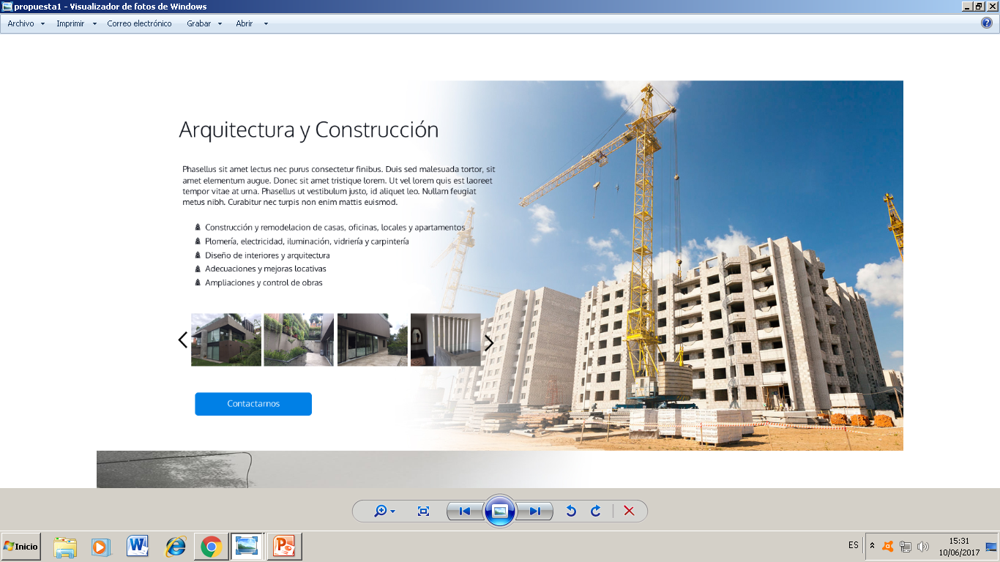 propuesta1 - Visualizador de fotos de Windows
Archivo Imprimir Correo electrónico Grabar Abrir
Arquitectura y Construcción
Phasellus sit amet lectus nec purus consectetur finibus. Duis sed malesuada tortor, sit
amet elementum augue. Donec sit amet tristique lorem. Ut vel lorem quis est laoreet
tempor vitae at urna. Phasellus ut vestibulum justo, id aliquet leo. Nullam feugiat
metus nibh. Curabitur nec turpis non enim mattis euismod.
Construcción y remodelacion de casas, oficinas, locales y apartamentos
Plomería, electricidad, iluminación, vidriería y carpintería
Diseño de interiores y arquitectura
Adecuaciones y mejoras locativas
Ampliaciones y control de obras
Contactarnos
Inicio
ES
15:31
10/06/2017